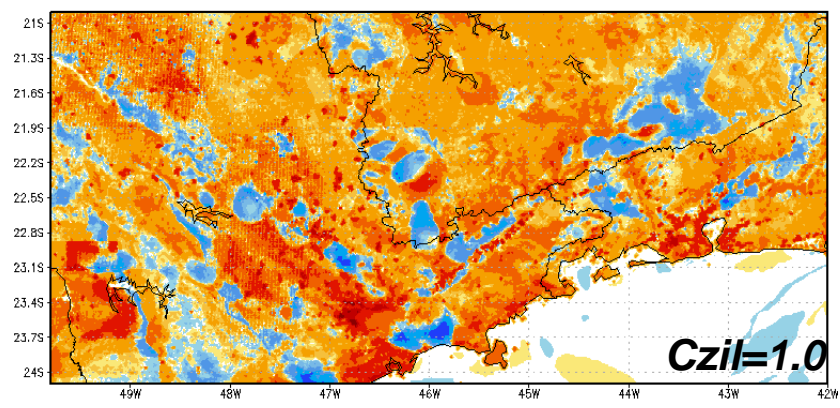 21S
21.3S
21.6S
21.9S
22.2S
22.5S
22.8S
23.1S
23.4S
23.7S
24S
Czil=1.0
49W 48W 47W 46W 45W 44W 43W 42W